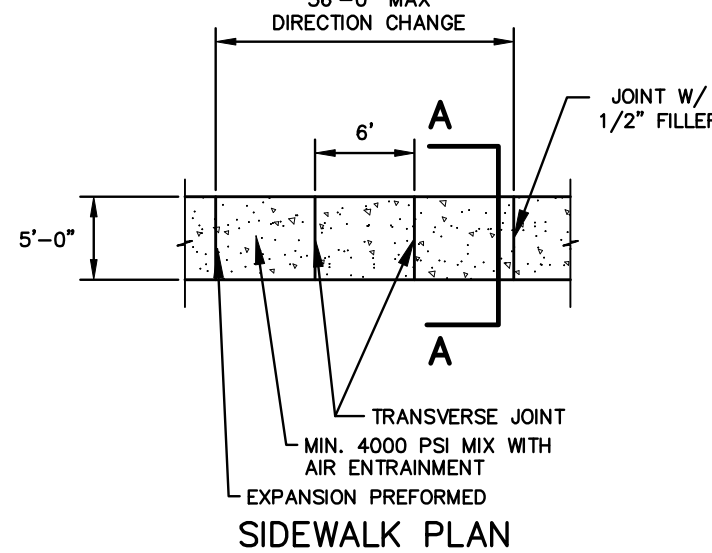 DIRECTION CHANGE
A
JOINT W/
1/2" FILLER
6'
5'-0"
A
TRANSVERSE JOINT
MIN. 4000 PSI MIX WITH
AIR ENTRAINMENT
EXPANSION PREFORMED
SIDEWALK PLAN